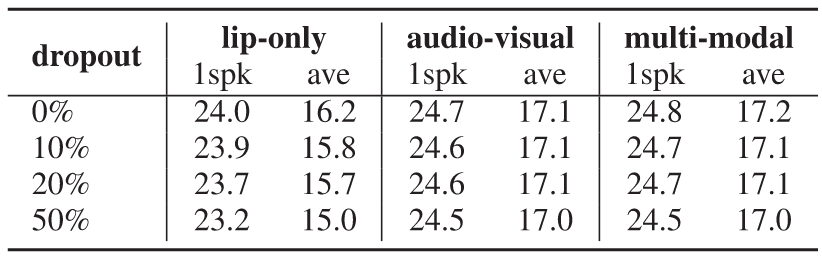 dropout lip-only audio-visual multi-modal
1spk ave 1spk ave 1spk ave
0% 24.0 16.2 24.7 17.1 24.8 17.2
10% 23.9 15.8 24.6 17.1 24.7 17.1
20% 23.7 15.7 24.6 17.1 24.7 17.1
50% 23.2 15.0 24.5 17.0 24.5 17.0